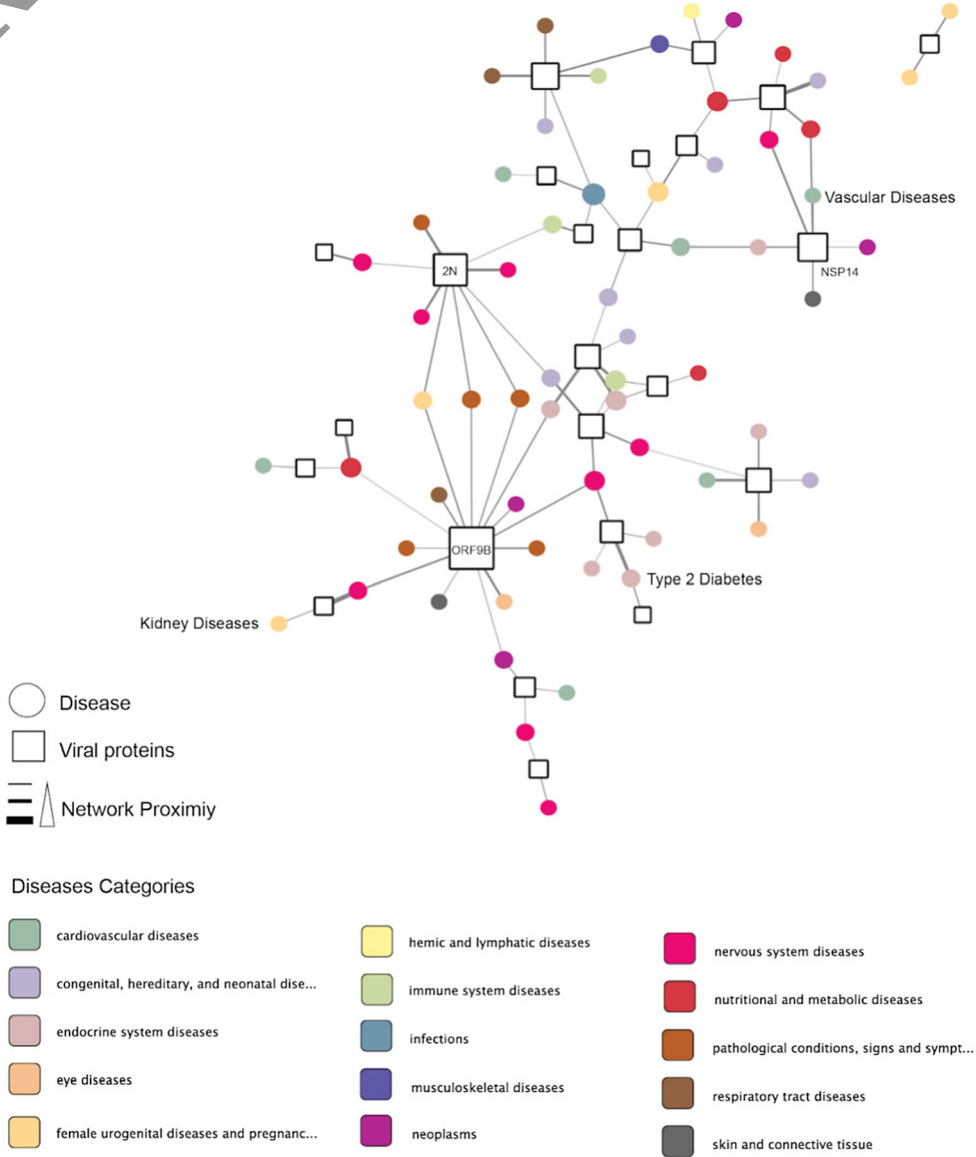 Vascular Diseases
2N
NSP14
ORF9B
Type 2 Diabetes
Kidney Diseases
Disease
Viral proteins
Network Proximiy
Diseases Categories
cardiovascular diseases
congenital, hereditary, and neonatal dise...
endocrine system diseases
eye diseases
female urogenital diseases and pregnanc...
hemic and lymphatic diseases
immune system diseases
infections
musculoskeletal diseases
neoplasms
nervous system diseases
nutritional and metabolic diseases
pathological conditions, signs and sympt...
respiratory tract diseases
skin and connective tissue